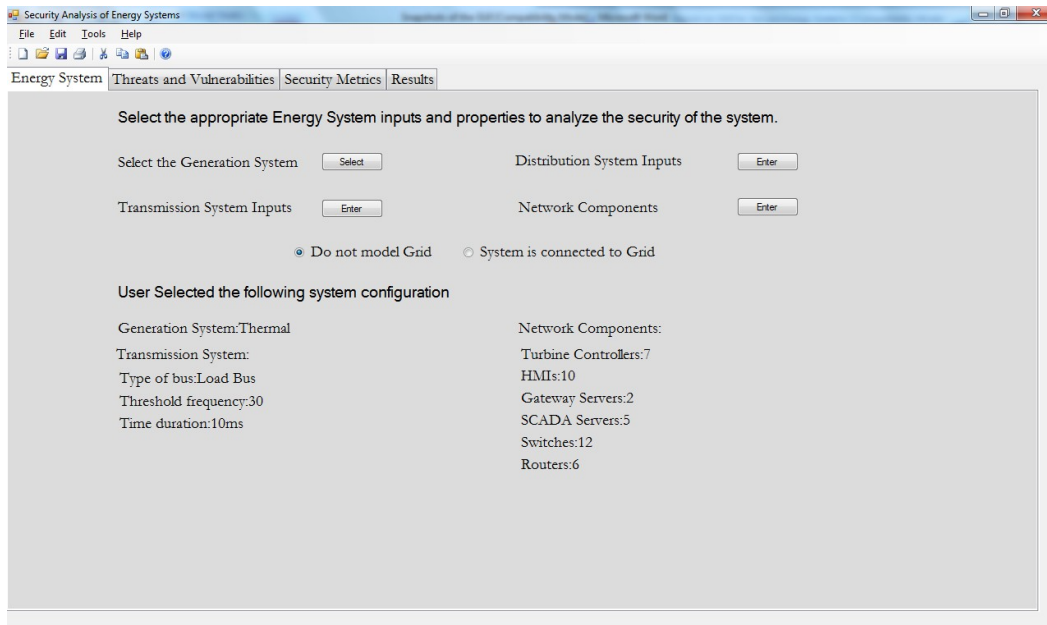 Security Analysis of Energy Systems
File Edit Tools Help
Energy System Threats and Vulnerabilities Security Metrics Results
Select the appropriate Energy System inputs and properties to analyze the security of the system.
Select the Generation System Select Distribution System Inputs Enter
Transmission System Inputs Enter Network Components Enter
Do not model Grid System is connected to Grid
User Selected the following system configuration
Generation System:Thermal
Transmission System:
Type of bus:Load Bus
Threshold frequency:30
Time duration:10ms
Network Components:
Turbine Controllers:7
HMIs:10
Gateway Servers:2
SCADA Servers:5
Switches:12
Routers:6